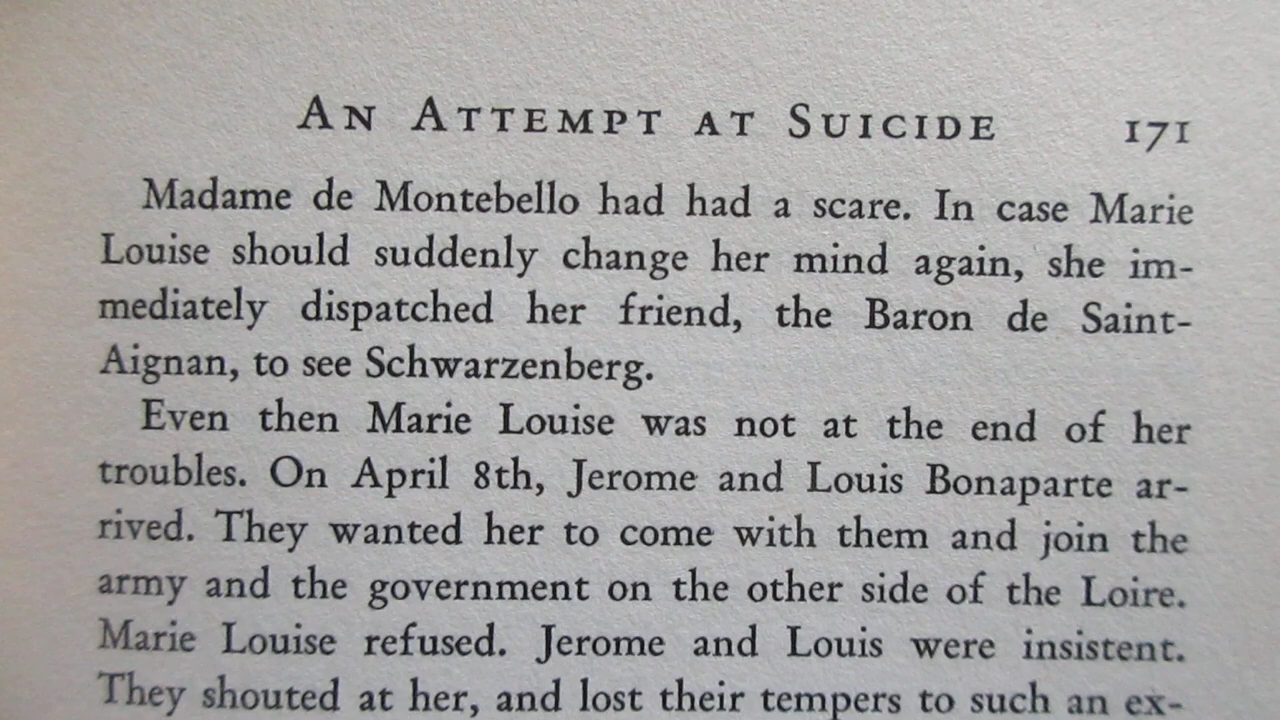 An Attempt at Suicide 171
Madame de Montebello had had a scare. In case Marie
Louise should suddenly change her mind again, she im-
mediately dispatched her friend, the Baron de Saint-
Aignan, to see Schwarzenberg.
Even then Marie Louise was not at the end of her
troubles. On April 8th, Jerome and Louis Bonaparte ar-
rived. They wanted her to come with them and join the
army and the government on the other side of the Loire.
Marie Louise refused. Jerome and Louis were insistent.
They shouted at her, and lost their tempers to such an ex-